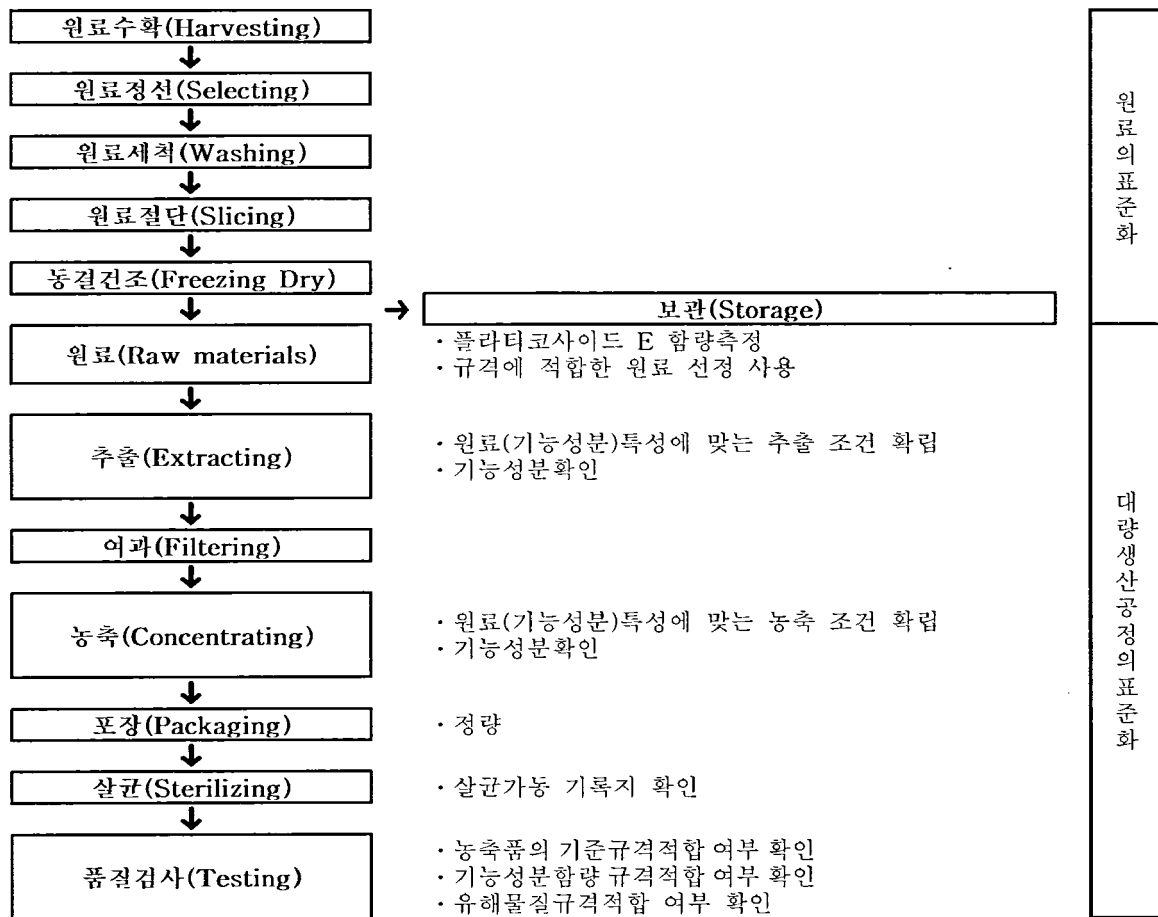 원료수확(Harvesting)
원료정선(Selecting)
원료세척(Washing)
원료절단(Slicing)
동결건조(Freezing Dry)
보관(Storage)
원료(Raw materials)
· 플라티코사이드 E 함량측정
· 규격에 적합한 원료 선정 사용
추출(Extracting)
· 원료(기능성분)특성에 맞는 추출 조건 확립
· 기능성분확인
여과(Filtering)
농축(Concentrating)
· 원료(기능성분)특성에 맞는 농축 조건 확립
· 기능성분확인
포장(Packaging)
· 정량
살균(Sterilizing)
· 살균가동 기록지 확인
품질검사(Testing)
· 농축품의 기준규격적합 여부 확인
· 기능성분함량 규격적합 여부 확인
· 유해물질규격적합 여부 확인
원료의표준화
대량생산공정의표준화